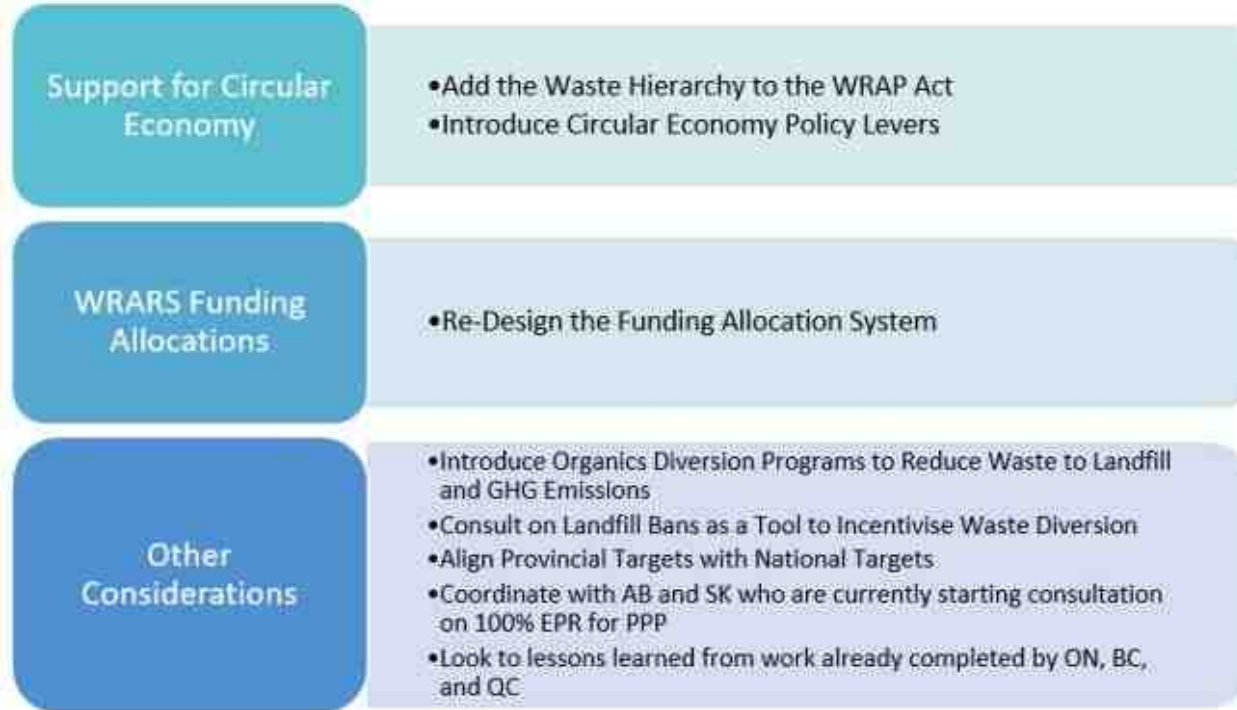 Support for Circular
Economy
•Add the Waste Hierarchy to the WRAP Act
•Introduce Circular Economy Policy Levers
WRARS Funding
Allocations
•Re-Design the Funding Allocation System
Other
Considerations
•Introduce Organics Diversion Programs to Reduce Waste to Landfill
and GHG Emissions
•Consult on Landfill Bans as a Tool to Incentivise Waste Diversion
•Align Provincial Targets with National Targets
•Coordinate with AB and SK who are currently starting consultation
on 100% EPR for PPP
•Look to lessons learned from work already completed by ON, BC,
and QC